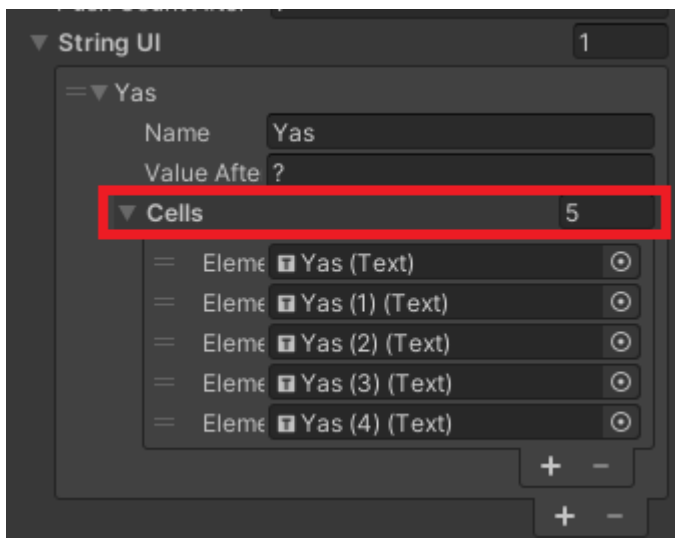 String UI 1
Yas
Name Yas
Value Afte ?
Cells 5
Eleme Yas (Text)
Eleme Yas (1) (Text)
Eleme Yas (2) (Text)
Eleme Yas (3) (Text)
Eleme Yas (4) (Text)
+ −
+ −